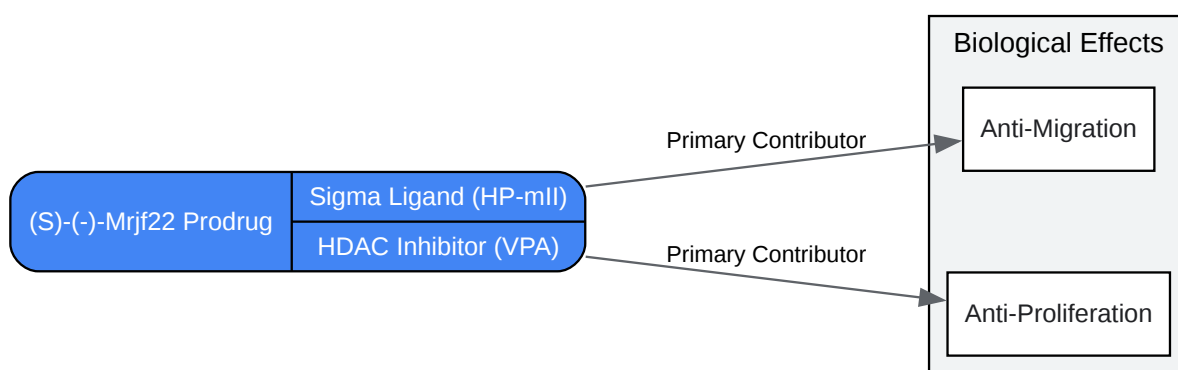 Biological Effects
Anti-Migration
Primary Contributor
(S)-(-)-Mrjf22 Prodrug
Sigma Ligand (HP-mII)
HDAC Inhibitor (VPA)
Primary Contributor
Anti-Proliferation